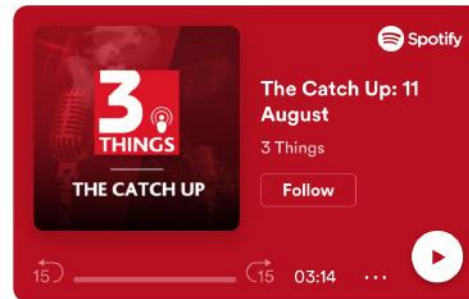 Spotify
3
THINGS
THE CATCH UP
The Catch Up: 11
August
3 Things
Follow
15
15
03:14